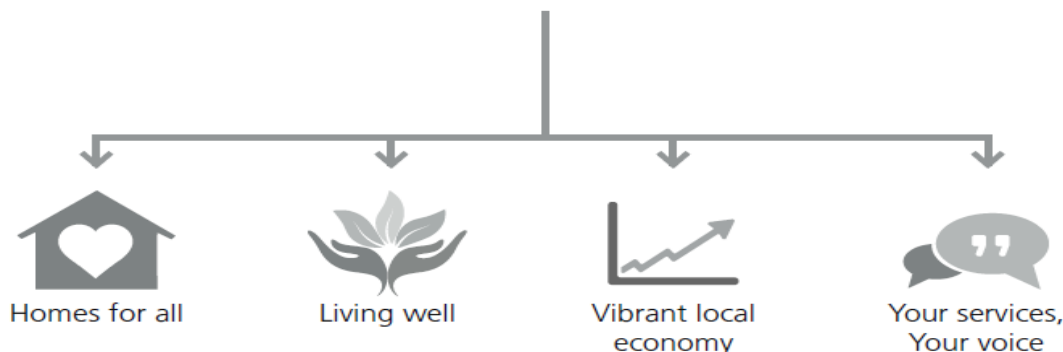 Homes for all
Living well
Vibrant local
economy
Your services,
Your voice